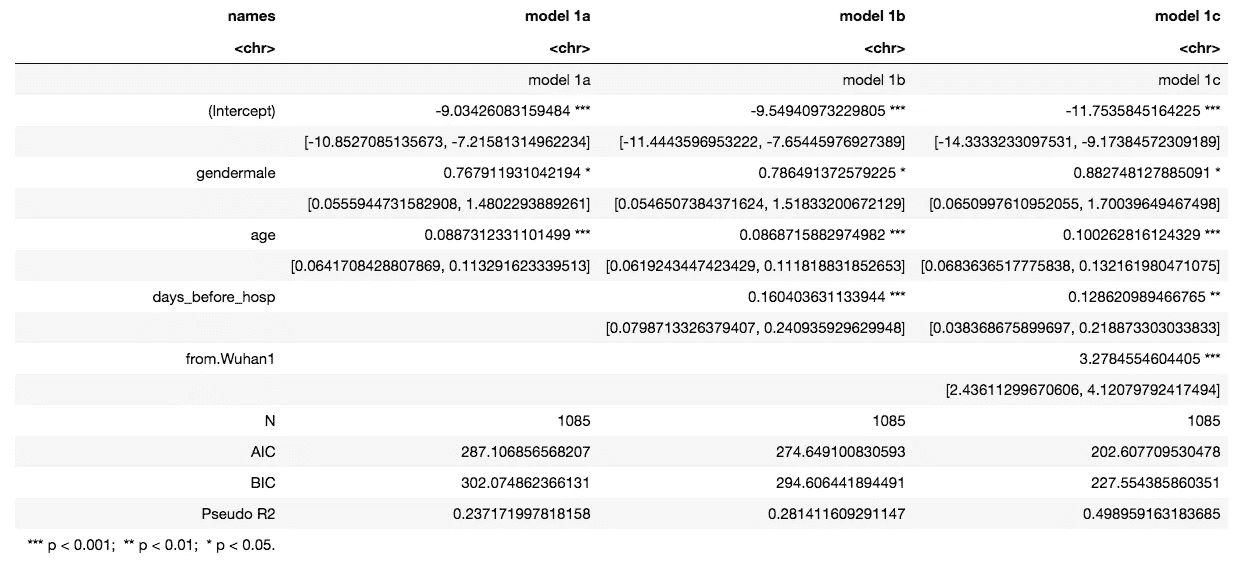 names model 1a model 1b model 1c
<chr> <chr> <chr> <chr>
model 1a model 1b model 1c
(Intercept) -9.03426083159484 *** -9.54940973229805 *** -11.7535845164225 ***
[-10.8527085135673, -7.21581314962234] [-11.4443596953222, -7.65445976927389] [-14.3333233097531, -9.17384572309189]
gendermale 0.767911931042194 * 0.786491372579225 * 0.882748127885091 *
[0.0555944731582908, 1.4802293889261] [0.0546507384371624, 1.51833200672129] [0.0650997610952055, 1.70039649467498]
age 0.0887312331101499 *** 0.0868715882974982 *** 0.100262816124329 ***
[0.0641708428807869, 0.113291623339513] [0.0619243447423429, 0.111818831852653] [0.0683636517775838, 0.132161980471075]
days_before_hosp 0.160403631133944 *** 0.128620989466765 **
[0.0798713326379407, 0.240935929629948] [0.038368675899697, 0.218873303033833]
from.Wuhan1 3.2784554604405 ***
[2.43611299670606, 4.12079792417494]
N 1085 1085 1085
AIC 287.106856568207 274.649100830593 202.607709530478
BIC 302.074862366131 294.606441894491 227.554385860351
Pseudo R2 0.237171997818158 0.281411609291147 0.498959163183685
*** p < 0.001; ** p < 0.01; * p < 0.05.